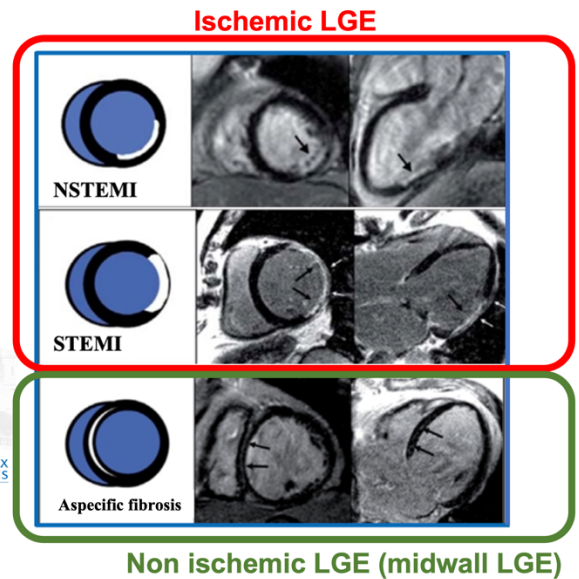 Ischemic LGE
NSTEMI
STEMI
X
S
Aspecific fibrosis
Non ischemic LGE (midwall LGE)